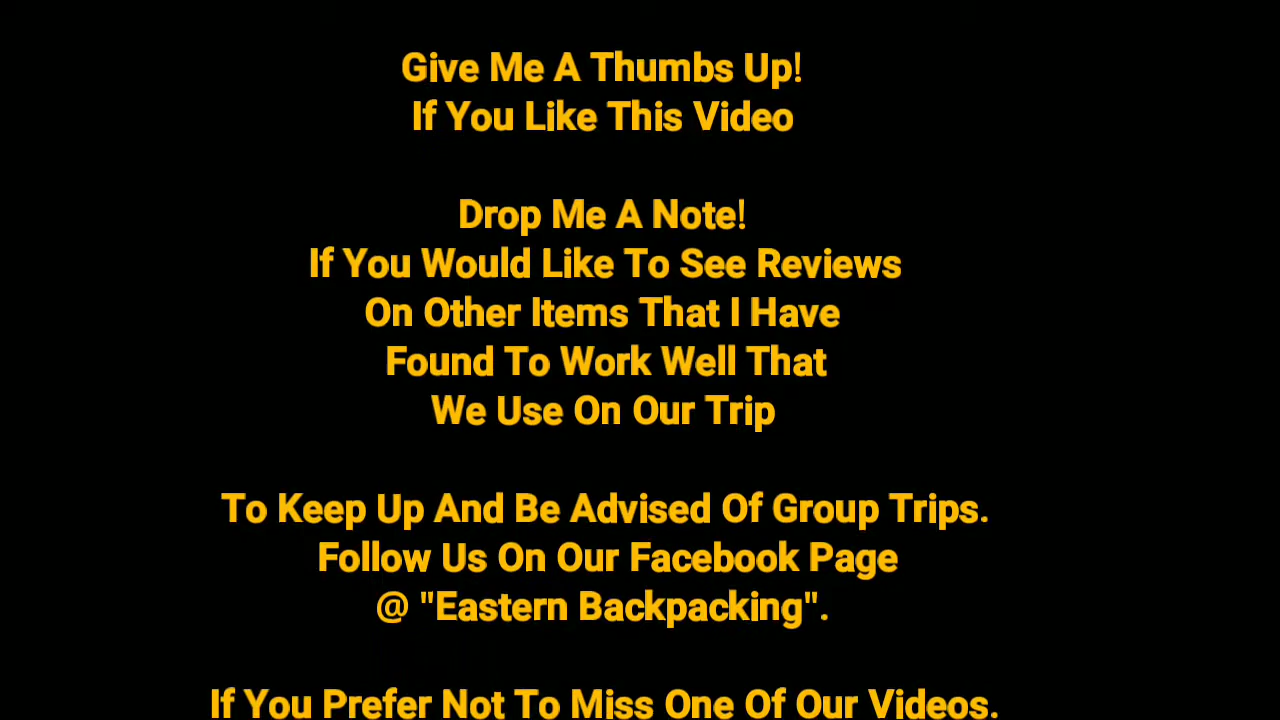 Give Me A Thumbs Up!
If You Like This Video
Drop Me A Note!
If You Would Like To See Reviews
On Other Items That I Have
Found To Work Well That
We Use On Our Trip
To Keep Up And Be Advised Of Group Trips.
Follow Us On Our Facebook Page
@ "Eastern Backpacking".
If You Prefer Not To Miss One Of Our Videos.